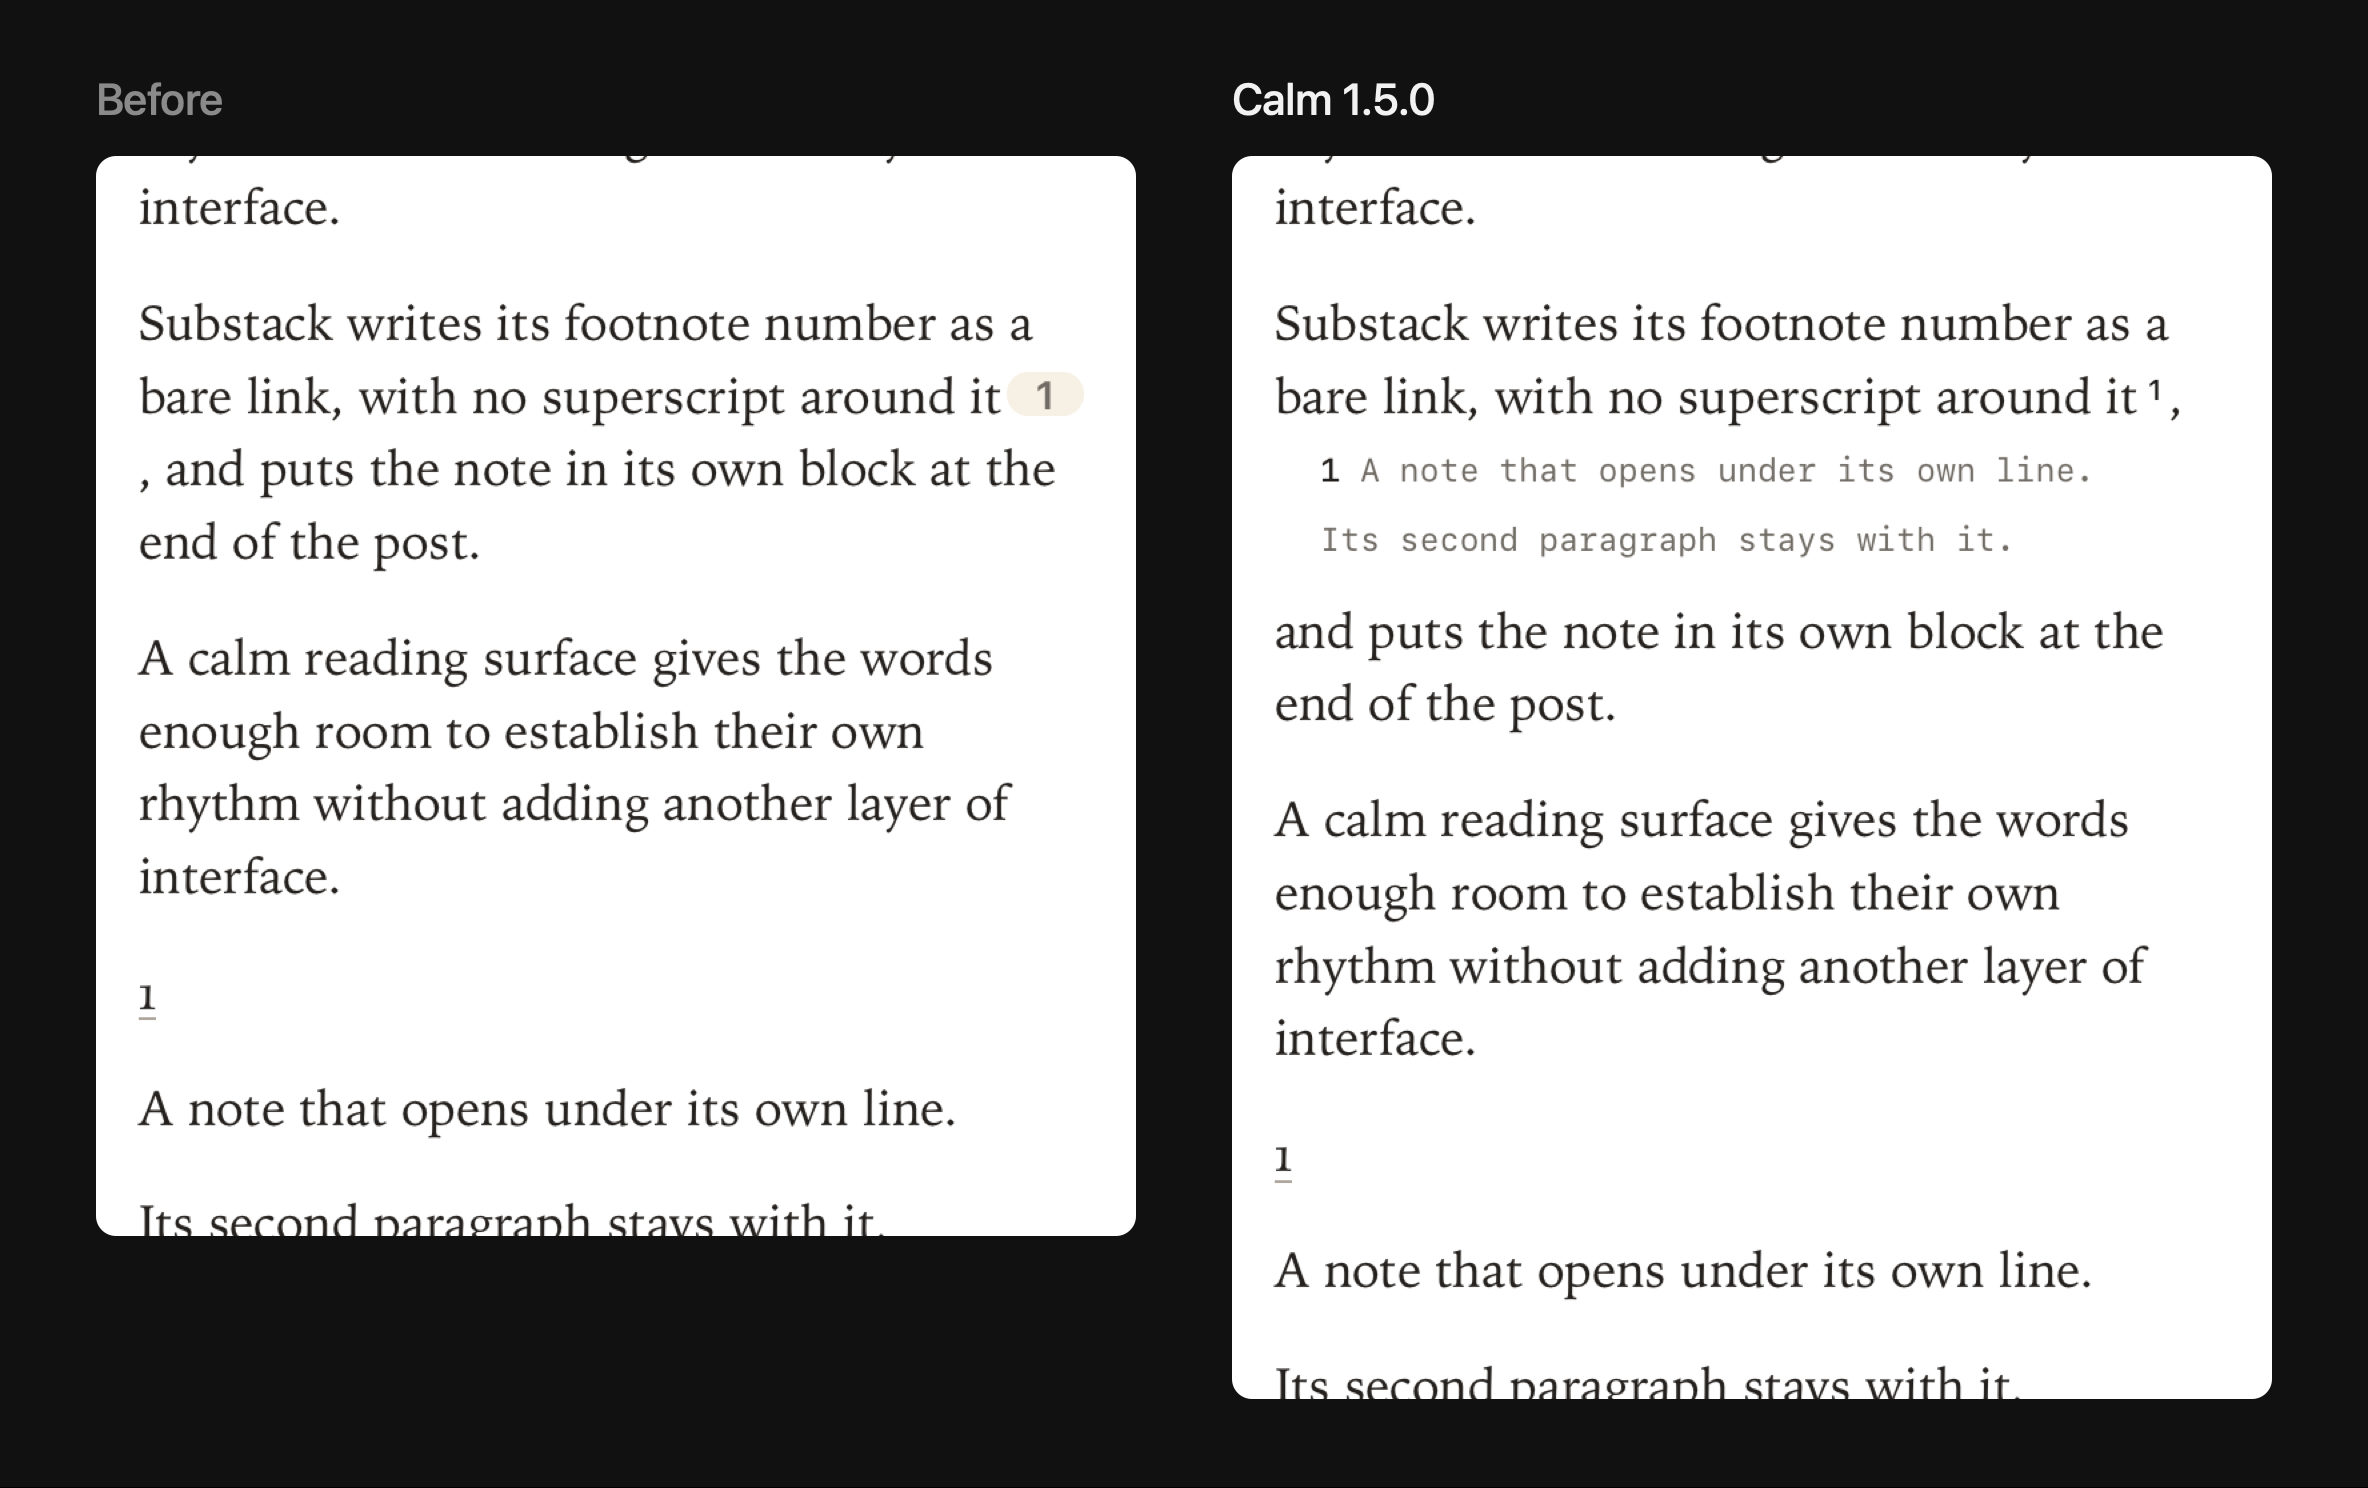 Before
interface.
Substack writes its footnote number as a
bare link, with no superscript around it 1
, and puts the note in its own block at the
end of the post.
A calm reading surface gives the words
enough room to establish their own
rhythm without adding another layer of
interface.
1
A note that opens under its own line.
Its second paragraph stays with it.
Calm 1.5.0
interface.
Substack writes its footnote number as a
bare link, with no superscript around it ¹,
1 A note that opens under its own line.
Its second paragraph stays with it.
and puts the note in its own block at the
end of the post.
A calm reading surface gives the words
enough room to establish their own
rhythm without adding another layer of
interface.
1
A note that opens under its own line.
Its second paragraph stays with it.